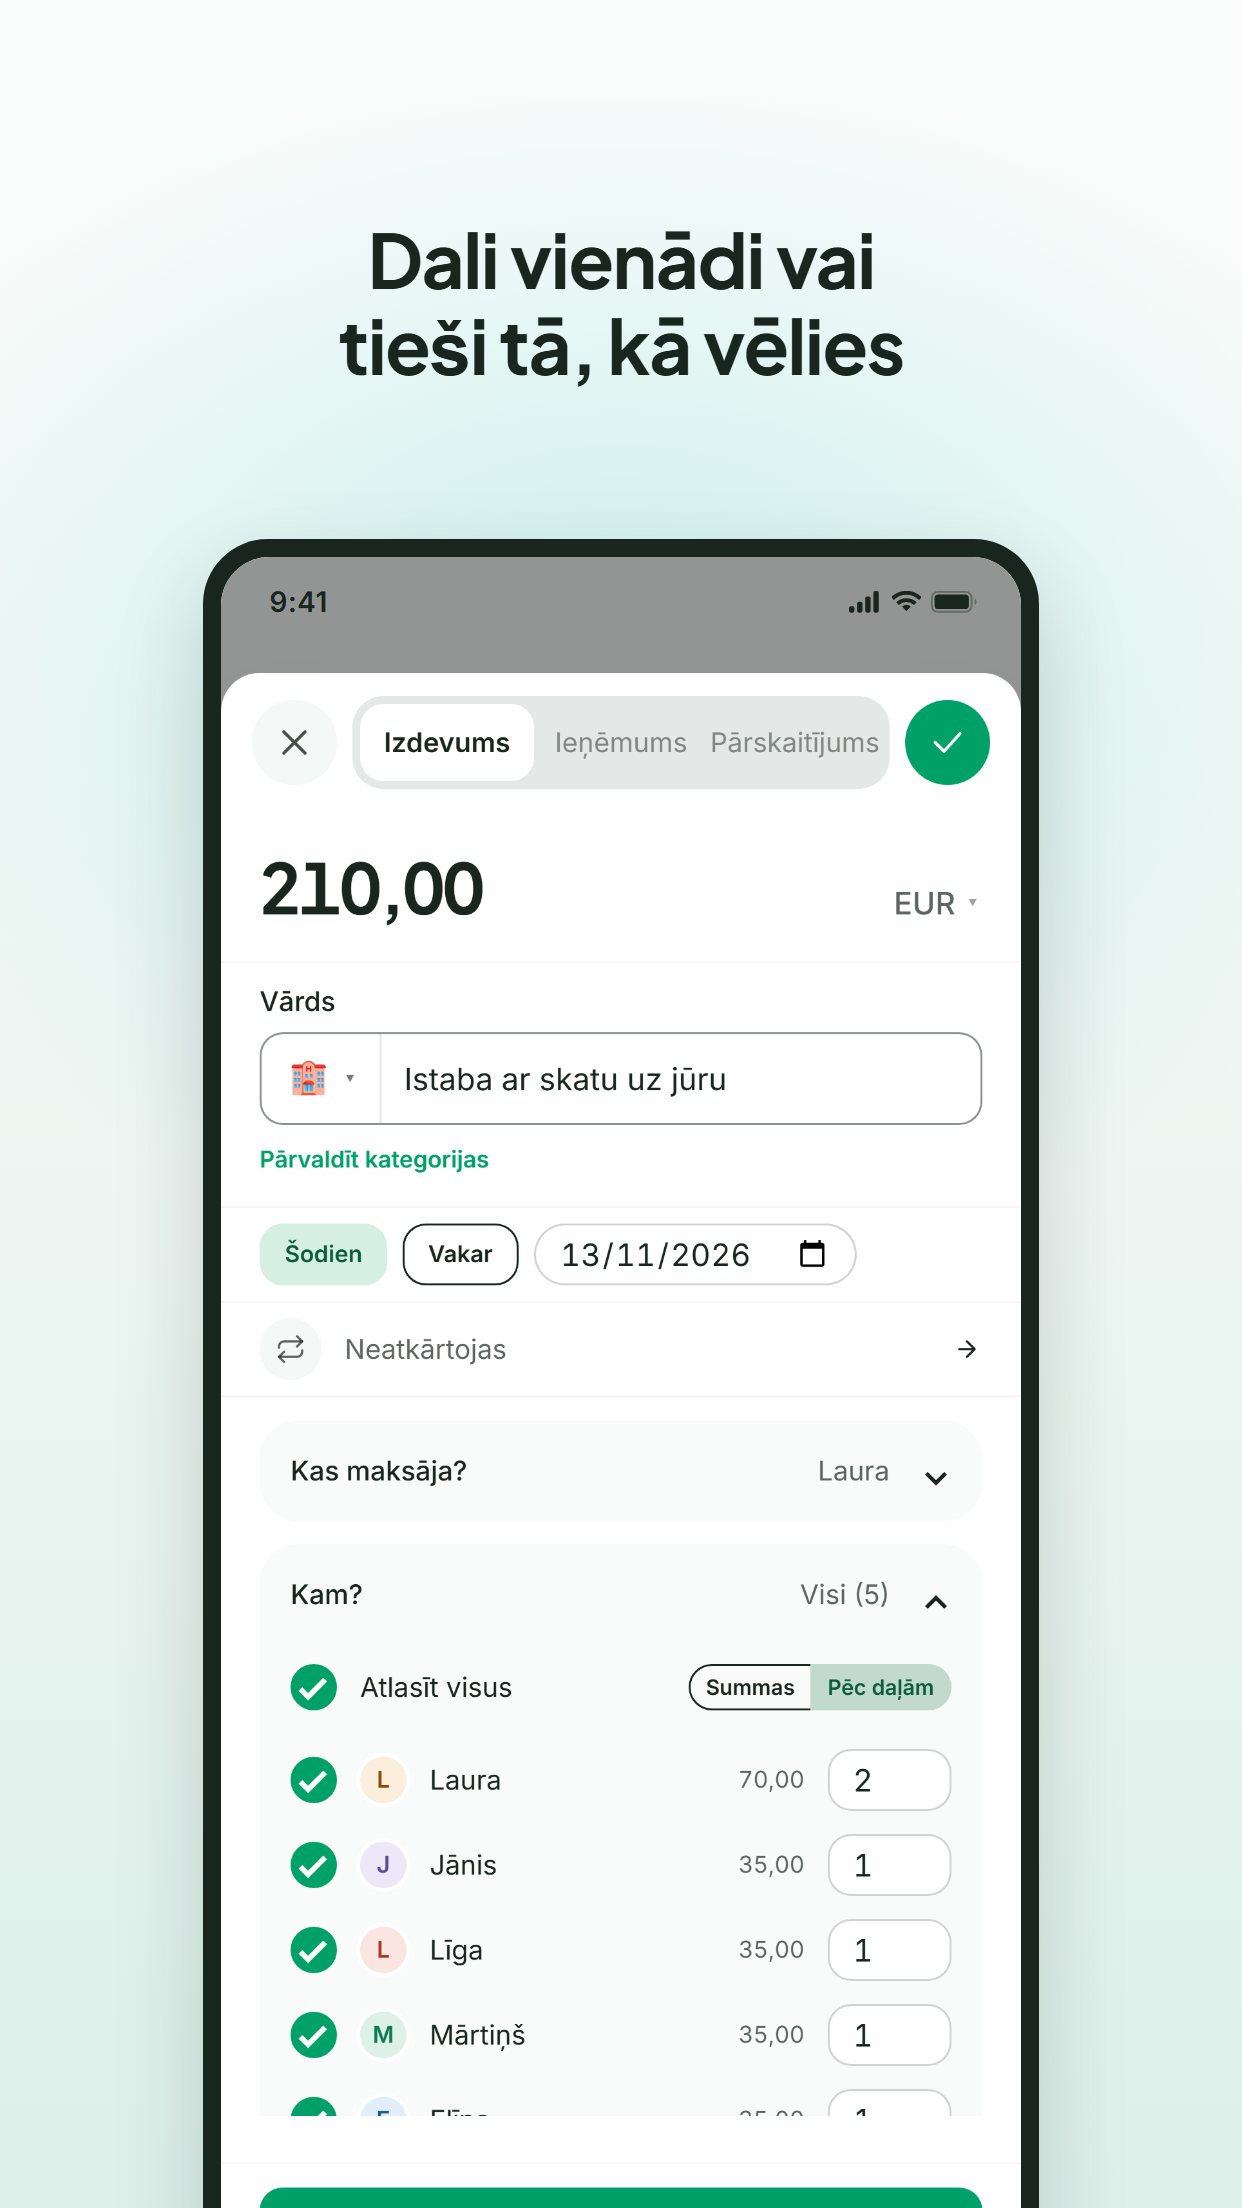 Dali vienādi vai
tieši tā, kā vēlies
9:41
Izdevums Ieņēmums Pārskaitījums
210,00 EUR
Vārds
Istaba ar skatu uz jūru
Pārvaldīt kategorijas
Šodien Vakar 13/11/2026
Neatkārtojas
Kas maksāja? Laura
Kam? Visi (5)
Atlasīt visus Summas Pēc daļām
L Laura 70,00 2
J Jānis 35,00 1
L Līga 35,00 1
M Mārtiņš 35,00 1